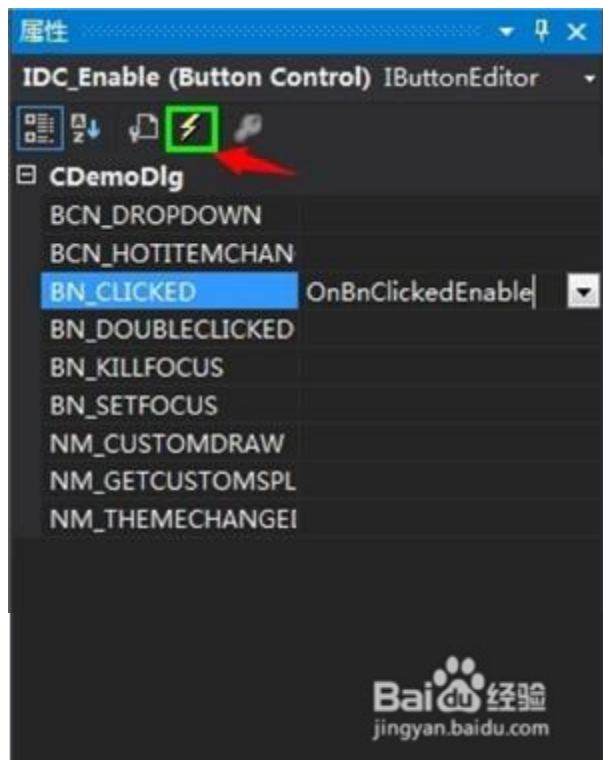 属性
IDC_Enable (Button Control) IButtonEditor
CDemoDlg
BCN_DROPDOWN
BCN_HOTITEMCHAN
BN_CLICKED OnBnClickedEnable
BN_DOUBLECLICKED
BN_KILLFOCUS
BN_SETFOCUS
NM_CUSTOMDRAW
NM_GETCUSTOMSPL
NM_THEMECHANGE
Bai du 经验
jingyan.baidu.com